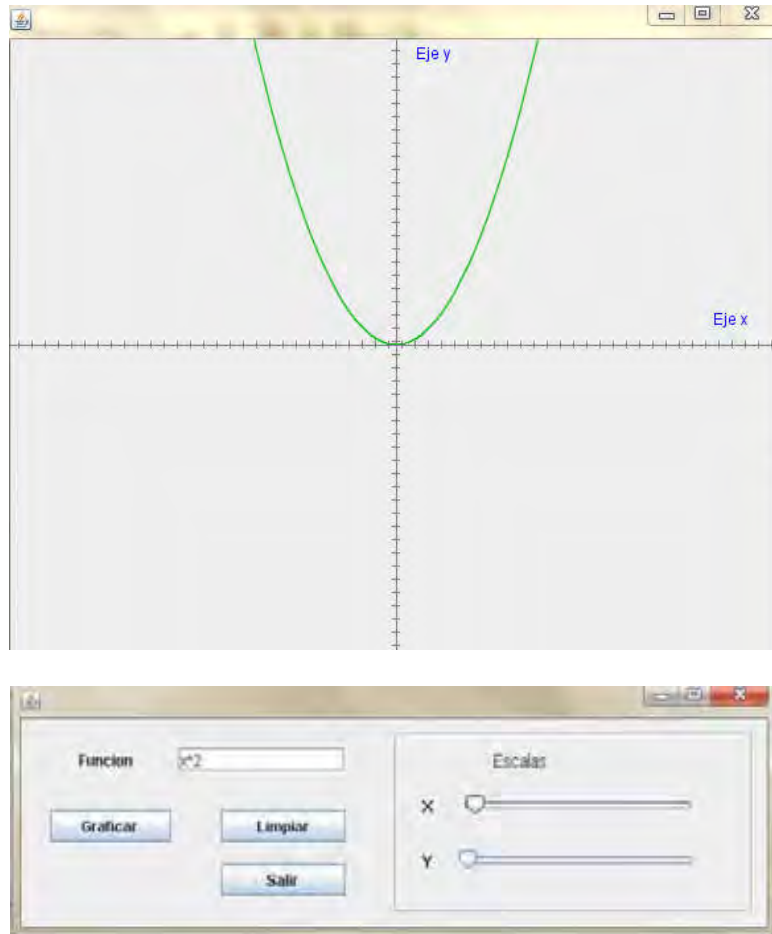 Eje y
Eje x
Funcion x^2
Escalas
X
Graficar Limpiar
Y
Salir